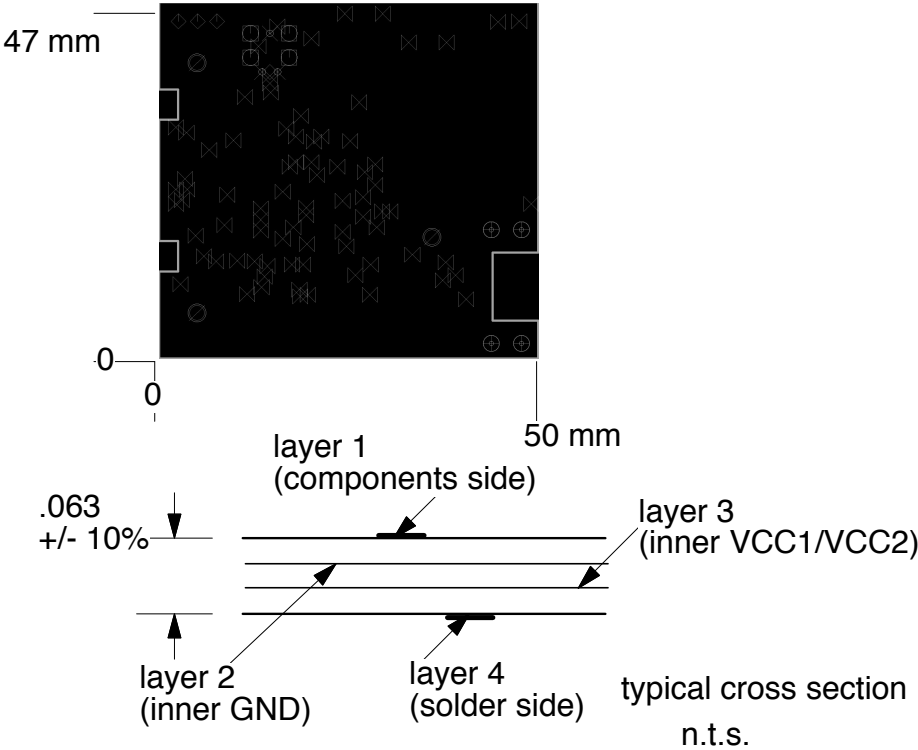 47 mm
0
0
50 mm
layer 1
(components side)
.063
+/- 10%
layer 3
(inner VCC1/VCC2)
layer 2
(inner GND)
layer 4
(solder side)
typical cross section
n.t.s.